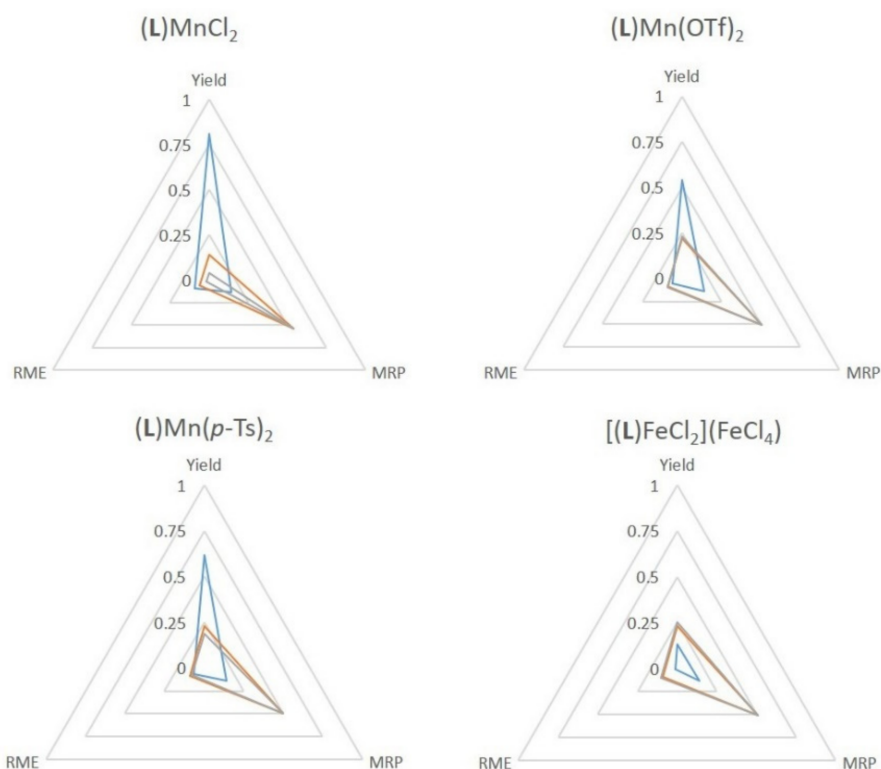 (L)MnCl₂
Yield
1
0.75
0.5
0.25
0
RME
MRP
(L)Mn(OTf)₂
Yield
1
0.75
0.5
0.25
0
RME
MRP
(L)Mn(p-Ts)₂
Yield
1
0.75
0.5
0.25
0
RME
MRP
[(L)FeCl₂](FeCl₄)
Yield
1
0.75
0.5
0.25
0
RME
MRP